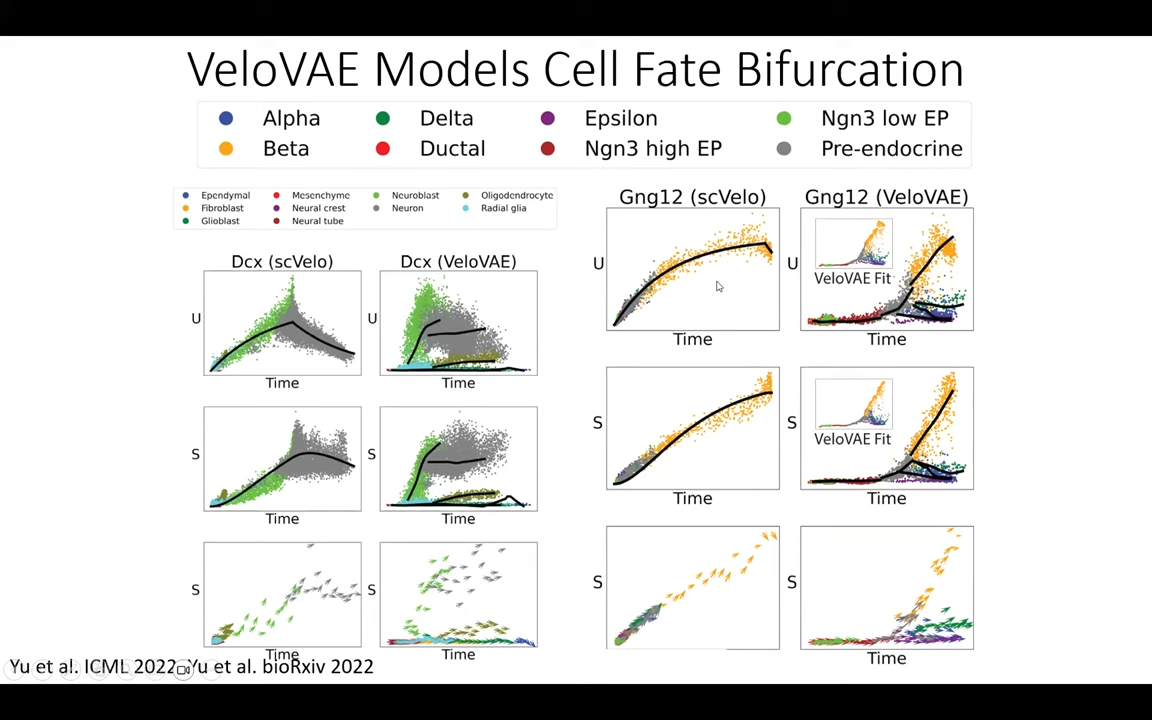 VeloVAE Models Cell Fate Bifurcation
Alpha Delta Epsilon Ngn3 low EP
Beta Ductal Ngn3 high EP Pre-endocrine
Ependymal Mesenchyme Neuroblast Oligodendrocyte
Fibroblast Neural crest Neuron Radial glia
Glioblast Neural tube
Dcx (scVelo) Dcx (VeloVAE)
U U
Time Time
S S
Time Time
S S
Time Time
Gng12 (scVelo) Gng12 (VeloVAE)
U U
VeloVAE Fit
Time Time
S S
VeloVAE Fit
Time Time
S S
Time
Yu et al. ICML 2022, Yu et al. bioRxiv 2022